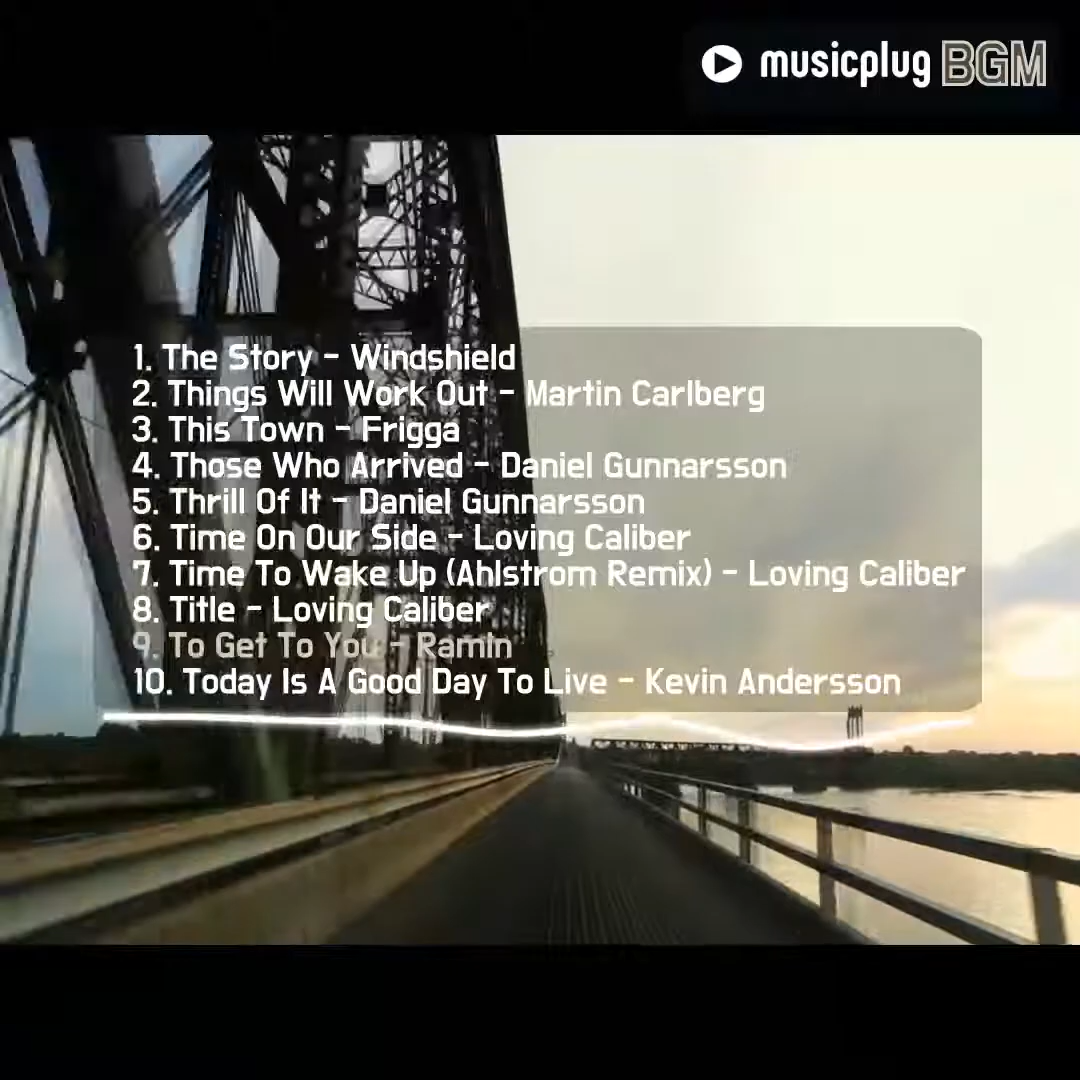 musicplug BGM
1. The Story - Windshield
2. Things Will Work Out - Martin Carlberg
3. This Town - Frigga
4. Those Who Arrived - Daniel Gunnarsson
5. Thrill Of It - Daniel Gunnarsson
6. Time On Our Side - Loving Caliber
7. Time To Wake Up (Ahlstrom Remix) - Loving Caliber
8. Title - Loving Caliber
9. To Get To You - Ramin
10. Today Is A Good Day To Live - Kevin Andersson